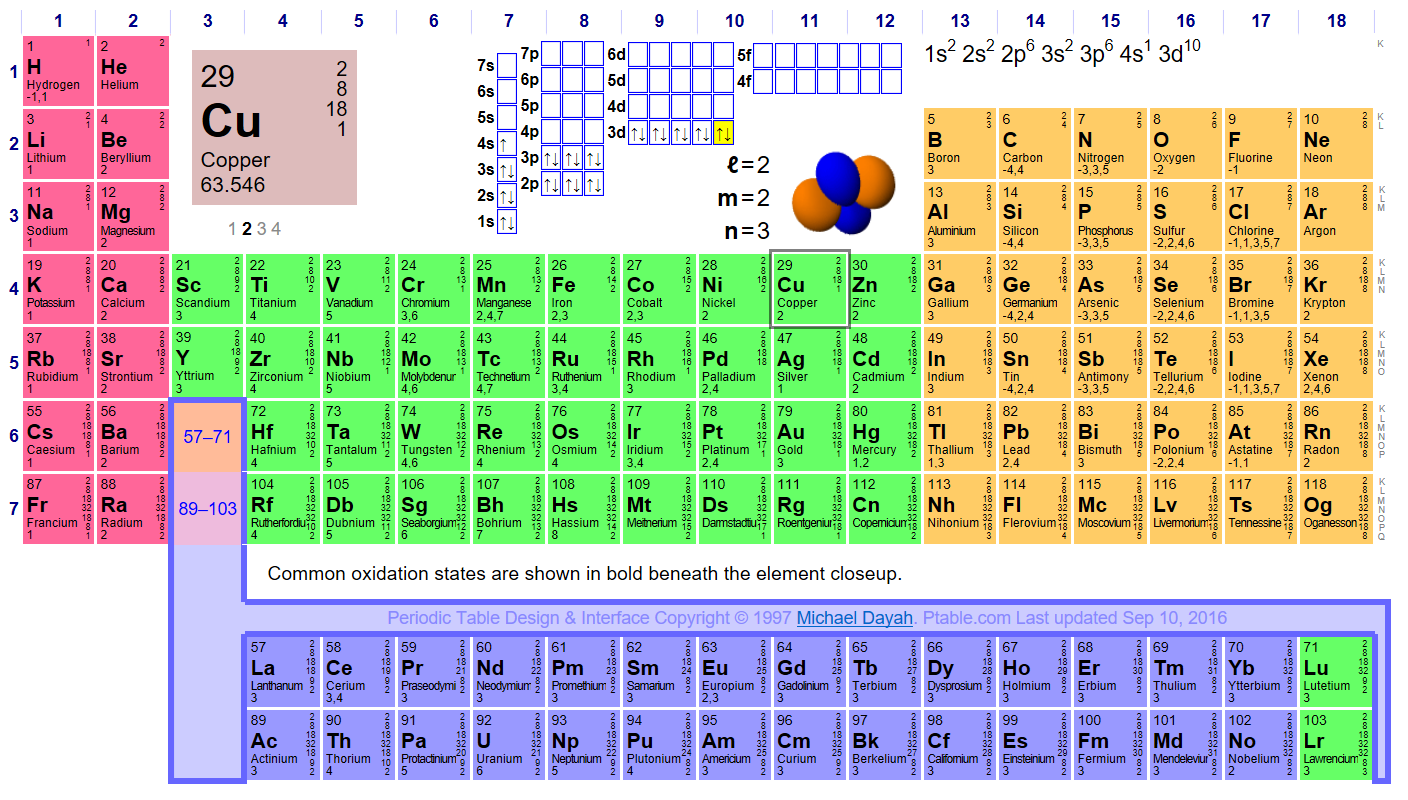 1 2 3 4 5 6 7 8 9 10 11 12 13 14 15 16 17 18
1s² 2s² 2p⁶ 3s² 3p⁶ 4s¹ 3d¹⁰
29
Cu
Copper
63.546
2
8
18
1
1 2 3 4
7s
6s
5s
4s ↑
3s ↑↓
2s ↑↓
1s ↑↓
7p
6p
5p
4p
3p ↑↓ ↑↓ ↑↓
2p ↑↓ ↑↓ ↑↓
6d
5d
4d
3d ↑↓ ↑↓ ↑↓ ↑↓ ↑↓
5f
4f
ℓ=2
m=2
n=3
1
1 2
H He
Hydrogen Helium
-1,1
K
2
3 4 5 6 7 8 9 10
Li Be B C N O F Ne
Lithium Beryllium Boron Carbon Nitrogen Oxygen Fluorine Neon
1 2 3 -4,4 -3,3,5 -2 -1
K L
3
11 12 13 14 15 16 17 18
Na Mg Al Si P S Cl Ar
Sodium Magnesium Aluminium Silicon Phosphorus Sulfur Chlorine Argon
1 2 3 -4,4 -3,3,5 -2,2,4,6 -1,1,3,5,7
K L M
4
19 20 21 22 23 24 25 26 27 28 29 30 31 32 33 34 35 36
K Ca Sc Ti V Cr Mn Fe Co Ni Cu Zn Ga Ge As Se Br Kr
Potassium Calcium Scandium Titanium Vanadium Chromium Manganese Iron Cobalt Nickel Copper Zinc Gallium Germanium Arsenic Selenium Bromine Krypton
1 2 3 4 5 3,6 2,4,7 2,3 2,3 2 2 2 3 -4,2,4 -3,3,5 -2,2,4,6 -1,1,3,5 2
K L M N
5
37 38 39 40 41 42 43 44 45 46 47 48 49 50 51 52 53 54
Rb Sr Y Zr Nb Mo Tc Ru Rh Pd Ag Cd In Sn Sb Te I Xe
Rubidium Strontium Yttrium Zirconium Niobium Molybdenur Technetium Ruthenium Rhodium Palladium Silver Cadmium Indium Tin Antimony Tellurium Iodine Xenon
1 2 3 4 5 4,6 4,7 3,4 3 2,4 1 2 3 -4,2,4 -3,3,5 -2,2,4,6 -1,1,3,5,7 2,4,6
K L M N O
6
55 56 57–71 72 73 74 75 76 77 78 79 80 81 82 83 84 85 86
Cs Ba Hf Ta W Re Os Ir Pt Au Hg Tl Pb Bi Po At Rn
Caesium Barium Hafnium Tantalum Tungsten Rhenium Osmium Iridium Platinum Gold Mercury Thallium Lead Bismuth Polonium Astatine Radon
1 2 4 5 4,6 4 4 3,4 2,4 3 1,2 1,3 2,4 3 -2,2,4 -1,1 2
K L M N O P
7
87 88 89–103 104 105 106 107 108 109 110 111 112 113 114 115 116 117 118
Fr Ra Rf Db Sg Bh Hs Mt Ds Rg Cn Nh Fl Mc Lv Ts Og
Francium Radium Rutherfordiu Dubnium Seaborgium Bohrium Hassium Meitnerium Darmstadtiu Roentgeniur Copernicium Nihonium Flerovium Moscovium Livermorium Tennessine Oganesson
1 2 4 5 6 7 8
K L M N O P Q
Common oxidation states are shown in bold beneath the element closeup.
Periodic Table Design & Interface Copyright © 1997 Michael Dayah. Ptable.com Last updated Sep 10, 2016
57 58 59 60 61 62 63 64 65 66 67 68 69 70 71
La Ce Pr Nd Pm Sm Eu Gd Tb Dy Ho Er Tm Yb Lu
Lanthanum Cerium Praseodymi Neodymium Promethium Samarium Europium Gadolinium Terbium Dysprosium Holmium Erbium Thulium Ytterbium Lutetium
3 3,4 3 3 3 3 2,3 3 3 3 3 3 3 3 3
89 90 91 92 93 94 95 96 97 98 99 100 101 102 103
Ac Th Pa U Np Pu Am Cm Bk Cf Es Fm Md No Lr
Actinium Thorium Protactinium Uranium Neptunium Plutonium Americium Curium Berkelium Californium Einsteinium Fermium Mendeleviur Nobelium Lawrencium
3 4 5 6 5 4 3 3 3 3 3 3 3 2 3